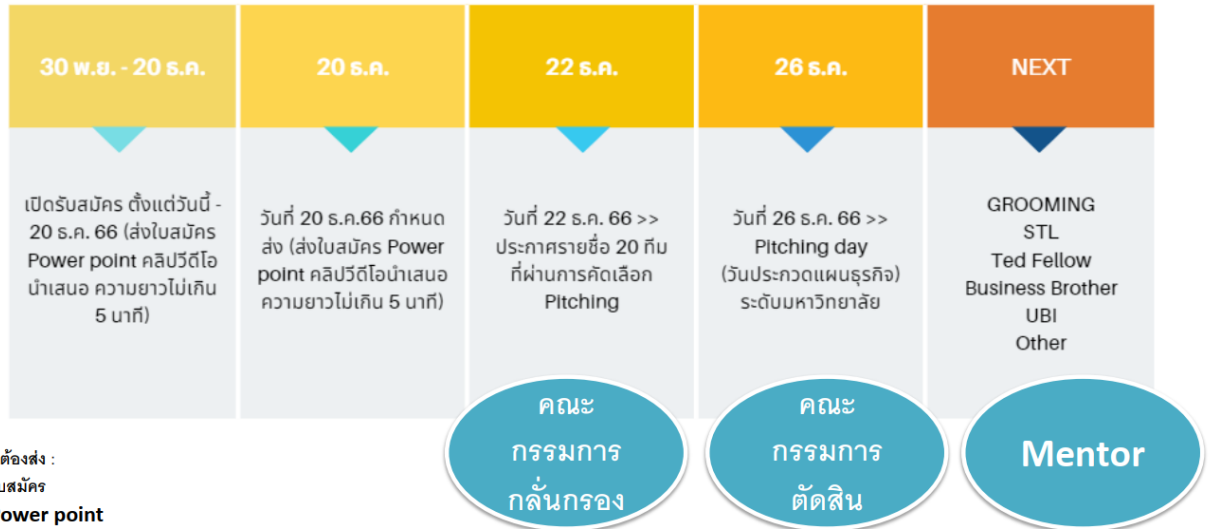 30 พ.ย. - 20 ธ.ค.
20 ธ.ค.
22 ธ.ค.
26 ธ.ค.
NEXT
เปิดรับสมัคร ตั้งแต่วันนี้ -
20 ธ.ค. 66 (ส่งใบสมัคร
Power point คลิปวีดีโอ
นำเสนอ ความยาวไม่เกิน
5 นาที)
วันที่ 20 ธ.ค.66 กำหนด
ส่ง (ส่งใบสมัคร Power
point คลิปวีดีโอนำเสนอ
ความยาวไม่เกิน 5 นาที)
วันที่ 22 ธ.ค. 66 >>
ประกาศรายชื่อ 20 ทีม
ที่ผ่านการคัดเลือก
Pitching
วันที่ 26 ธ.ค. 66 >>
Pitching day
(วันประกวดแผนธุรกิจ)
ระดับมหาวิทยาลัย
GROOMING
STL
Ted Fellow
Business Brother
UBI
Other
คณะ
กรรมการ
กลั่นกรอง
คณะ
กรรมการ
ตัดสิน
Mentor
ต้องส่ง :
บสมัคร
ower point